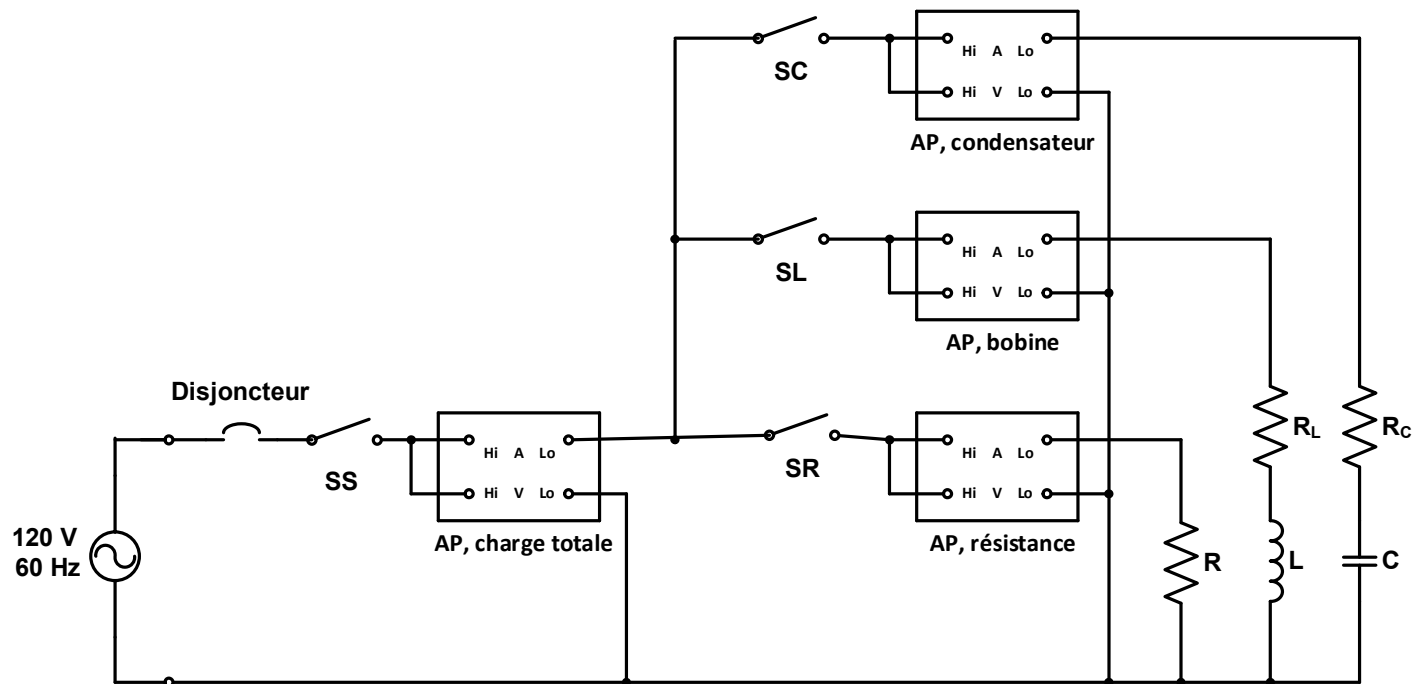 SC
Hi A Lo
Hi V Lo
AP, condensateur
SL
Hi A Lo
Hi V Lo
AP, bobine
Disjoncteur
SS
Hi A Lo
Hi V Lo
AP, charge totale
SR
Hi A Lo
Hi V Lo
AP, résistance
RL
RC
120 V
60 Hz
R
L
C